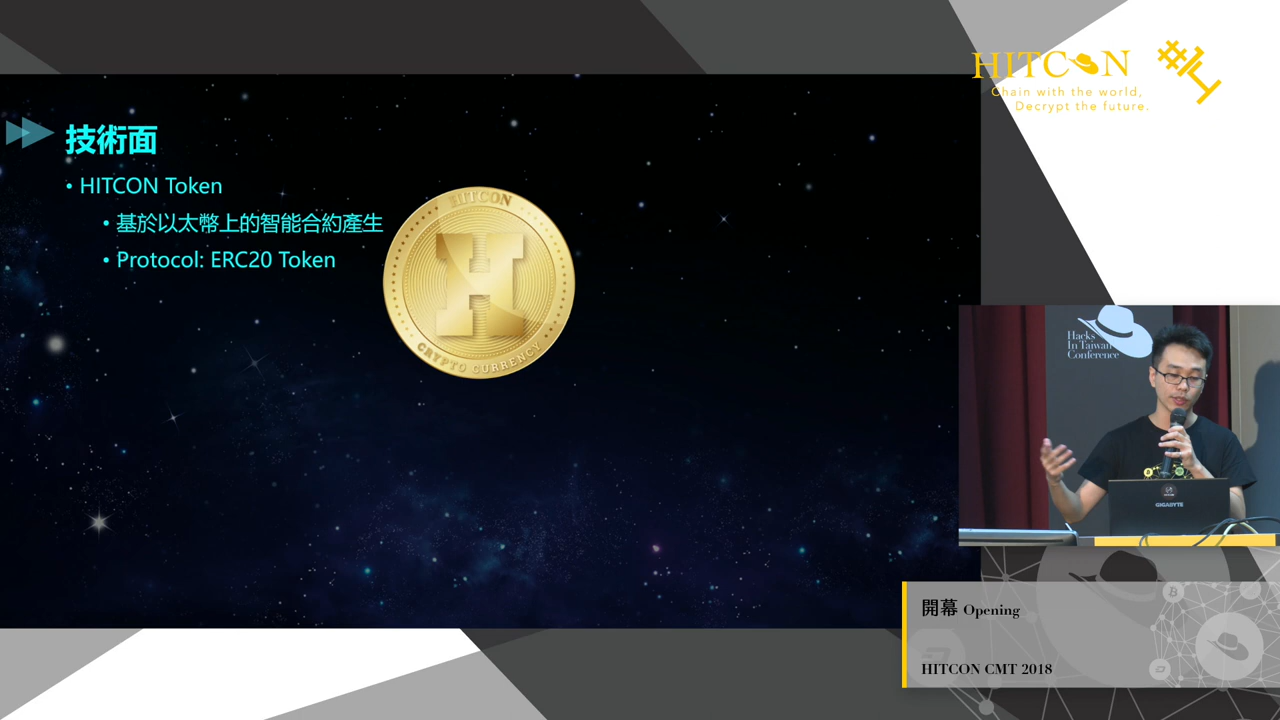 HITCON #14
Chain with the world,
Decrypt the future.
技術面
• HITCON Token
• 基於以太幣上的智能合約產生
• Protocol: ERC20 Token
HITCON
H
CRYPTO CURRENCY
Hacks
In Taiwan
Conference
GIGABYTE
開幕 Opening
HITCON CMT 2018